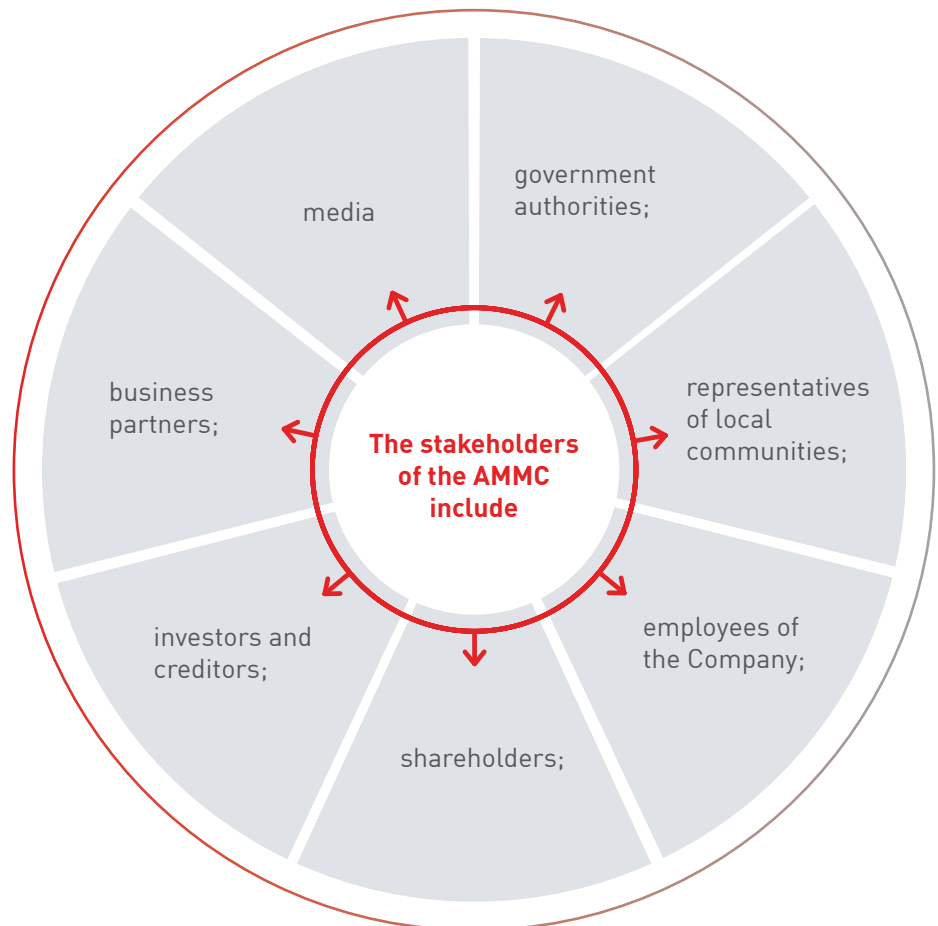 The stakeholders
of the AMMC
include
government
authorities;
representatives
of local
communities;
employees of
the Company;
shareholders;
investors and
creditors;
business
partners;
media